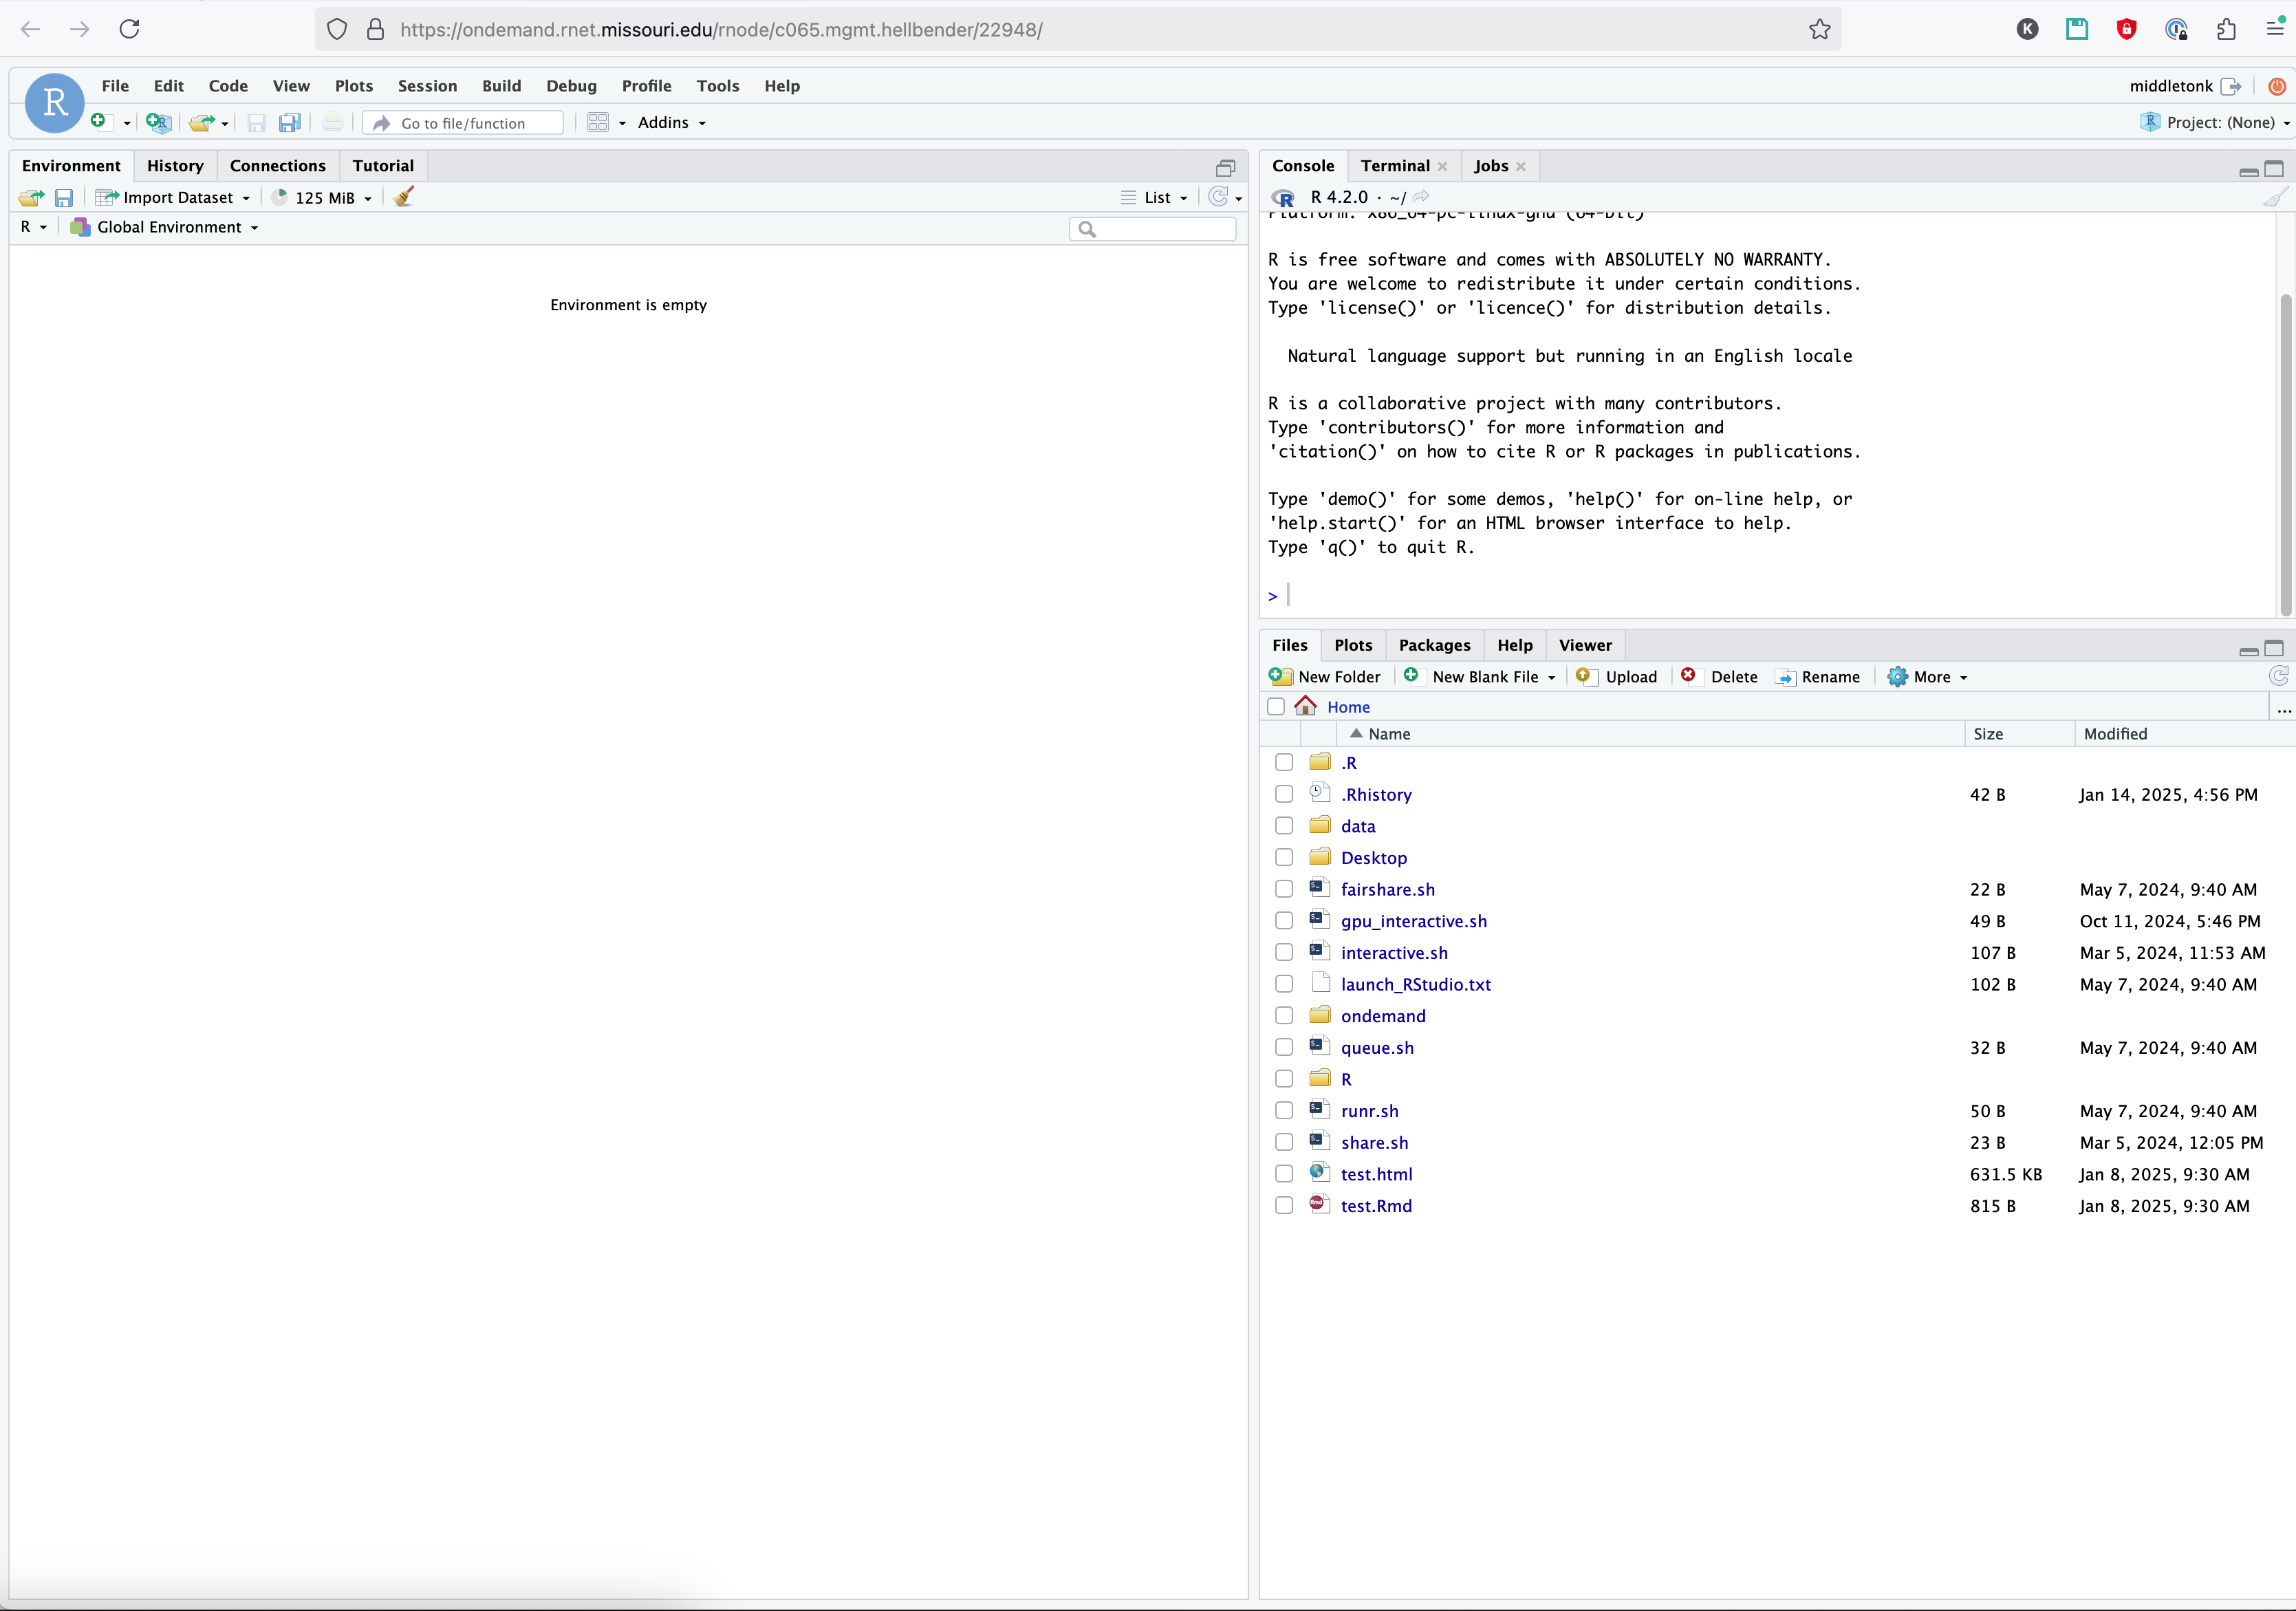 https://ondemand.rnet.missouri.edu/rnode/c065.mgmt.hellbender/22948/
K
R
File Edit Code View Plots Session Build Debug Profile Tools Help
middletonk
Go to file/function
Addins
Project: (None)
Environment History Connections Tutorial
Import Dataset 125 MiB List
R Global Environment
Environment is empty
Console Terminal Jobs
R 4.2.0 · ~/
Platform: x86_64-pc-linux-gnu (64-bit)
R is free software and comes with ABSOLUTELY NO WARRANTY.
You are welcome to redistribute it under certain conditions.
Type 'license()' or 'licence()' for distribution details.
Natural language support but running in an English locale
R is a collaborative project with many contributors.
Type 'contributors()' for more information and
'citation()' on how to cite R or R packages in publications.
Type 'demo()' for some demos, 'help()' for on-line help, or
'help.start()' for an HTML browser interface to help.
Type 'q()' to quit R.
>
Files Plots Packages Help Viewer
New Folder New Blank File Upload Delete Rename More
Home ...
Name Size Modified
.R
.Rhistory 42 B Jan 14, 2025, 4:56 PM
data
Desktop
fairshare.sh 22 B May 7, 2024, 9:40 AM
gpu_interactive.sh 49 B Oct 11, 2024, 5:46 PM
interactive.sh 107 B Mar 5, 2024, 11:53 AM
launch_RStudio.txt 102 B May 7, 2024, 9:40 AM
ondemand
queue.sh 32 B May 7, 2024, 9:40 AM
R
runr.sh 50 B May 7, 2024, 9:40 AM
share.sh 23 B Mar 5, 2024, 12:05 PM
test.html 631.5 KB Jan 8, 2025, 9:30 AM
test.Rmd 815 B Jan 8, 2025, 9:30 AM